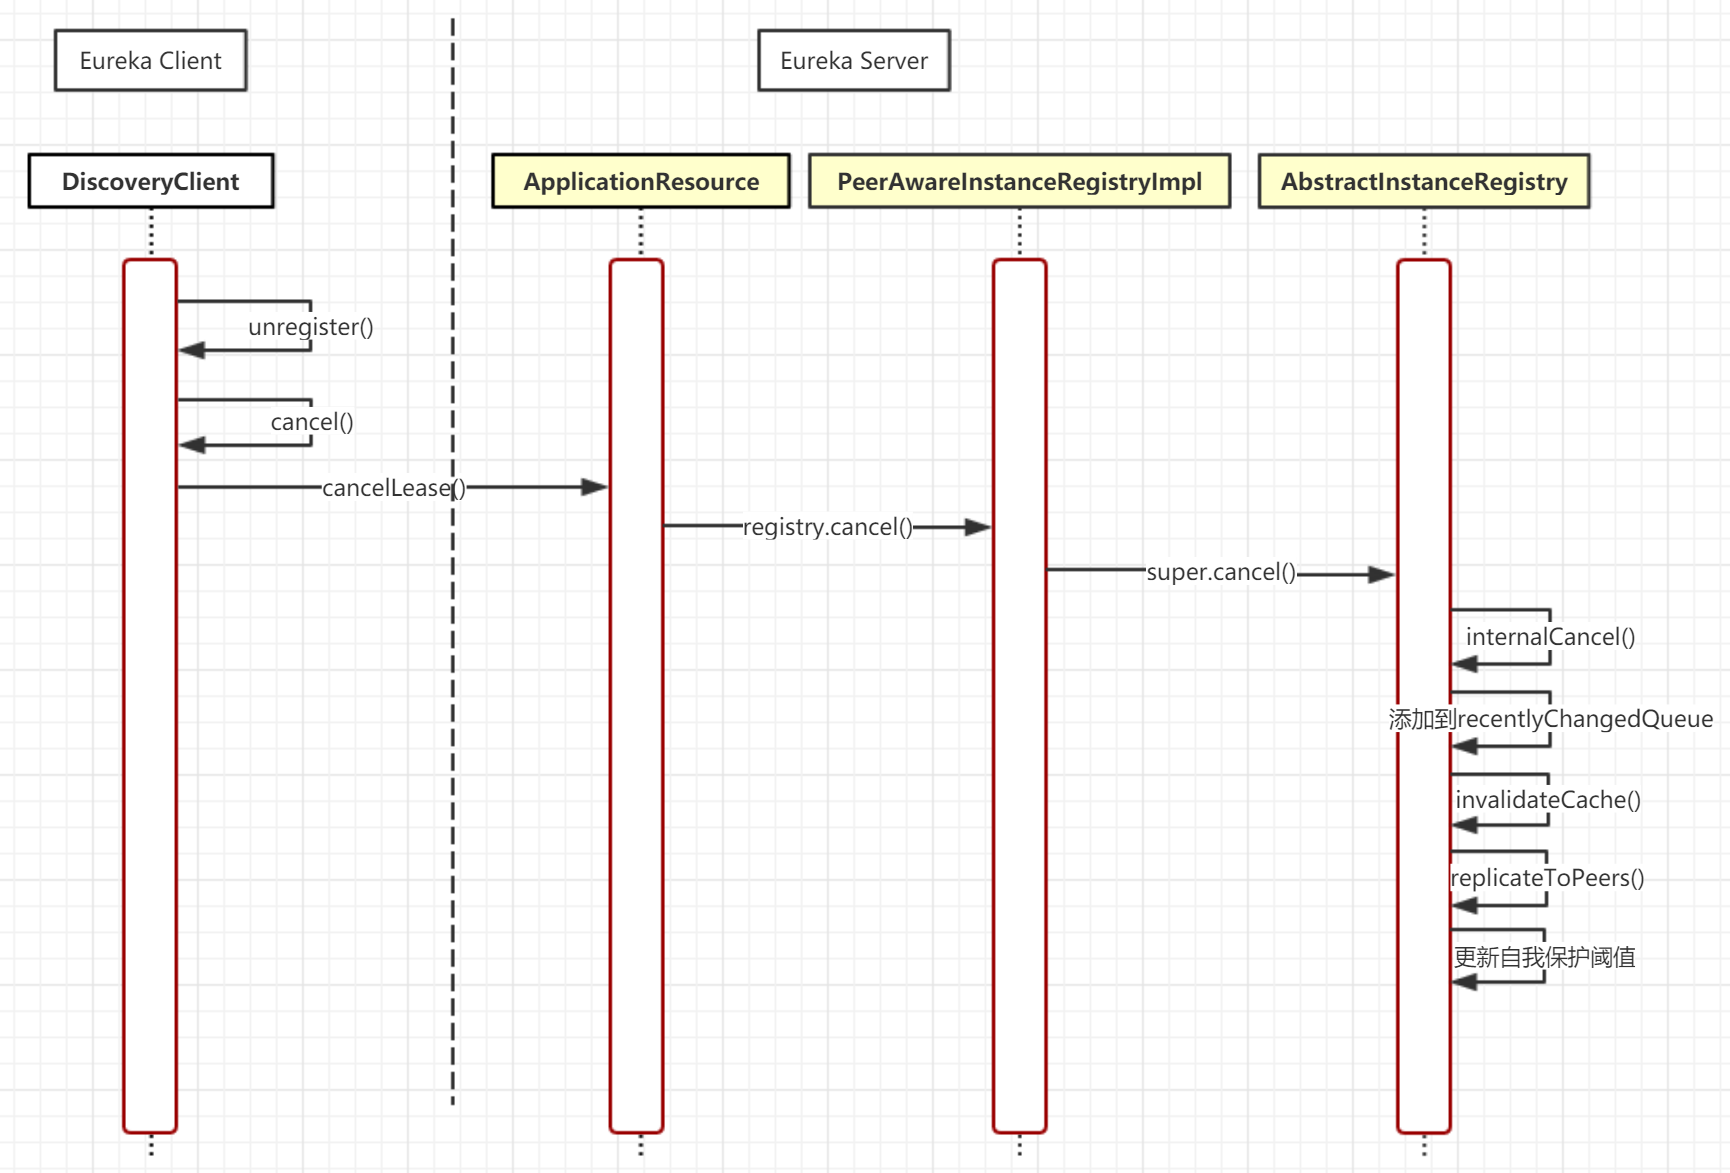 Eureka Client
Eureka Server
DiscoveryClient
ApplicationResource
PeerAwareInstanceRegistryImpl
AbstractInstanceRegistry
unregister()
cancel()
cancelLease()
registry.cancel()
super.cancel()
internalCancel()
添加到recentlyChangedQueue
invalidateCache()
replicateToPeers()
更新自我保护阈值